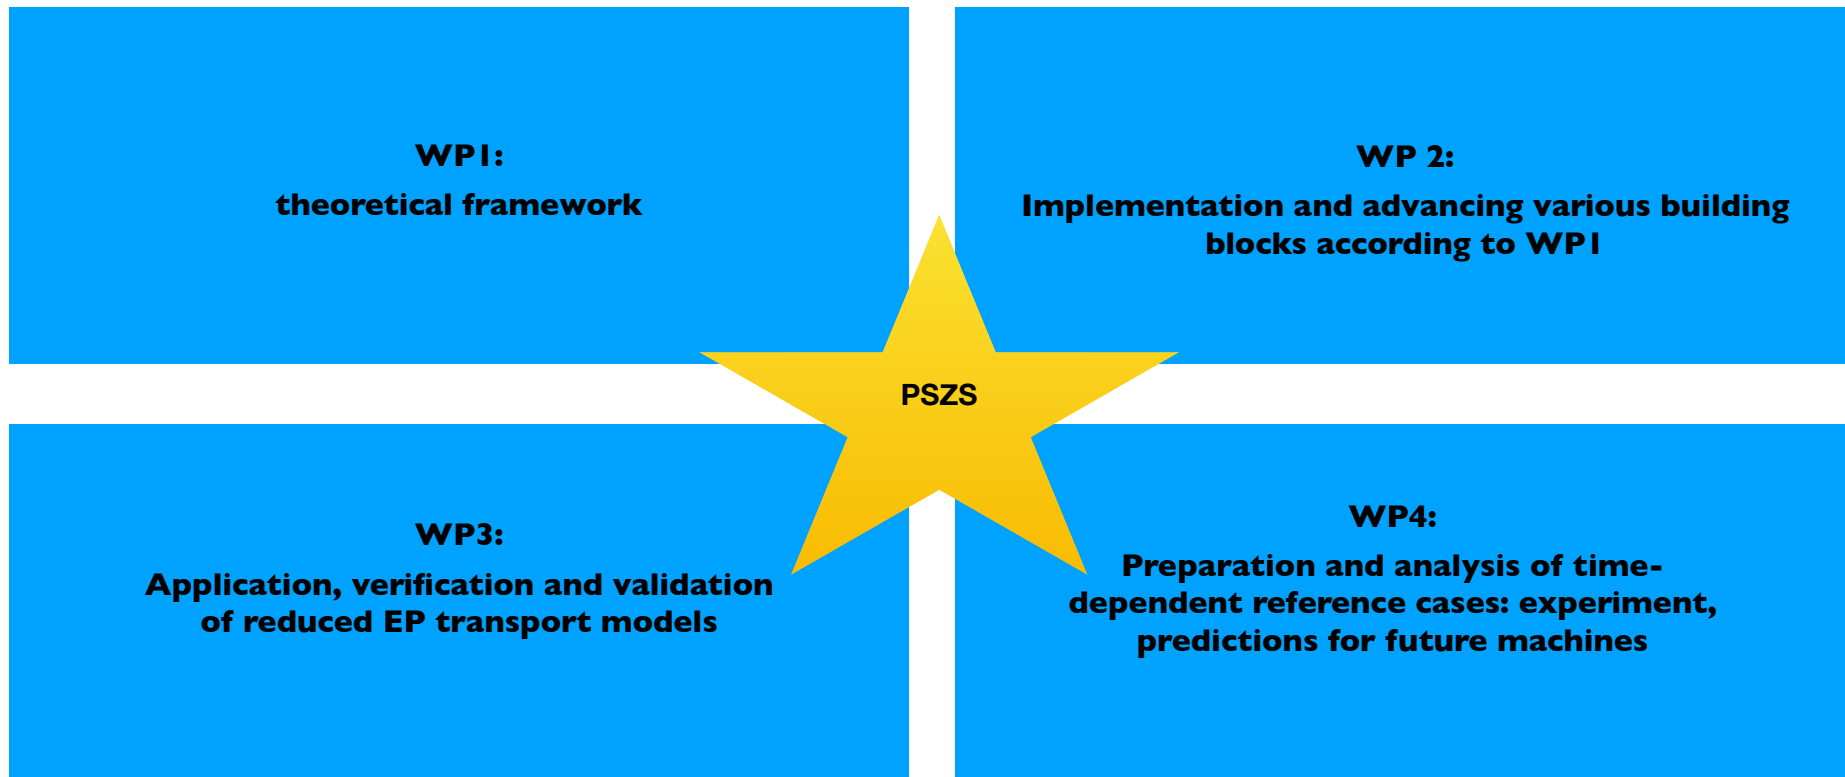 WP1:
theoretical framework
WP 2:
Implementation and advancing various building
blocks according to WP1
PSZS
WP3:
Application, verification and validation
of reduced EP transport models
WP4:
Preparation and analysis of time-
dependent reference cases: experiment,
predictions for future machines